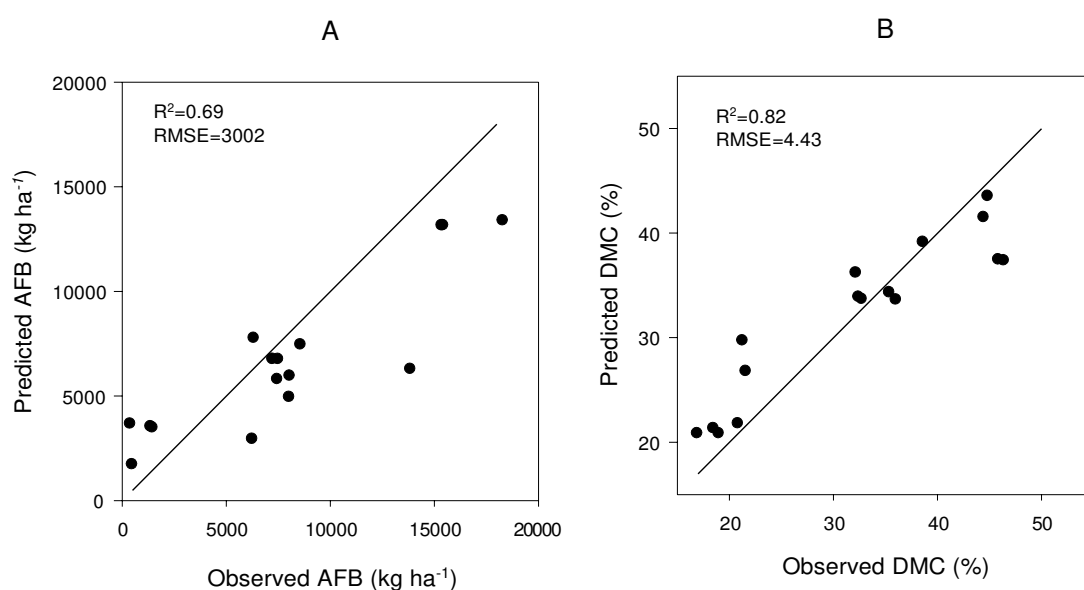 A
R²=0.69
RMSE=3002
Predicted AFB (kg ha⁻¹)
20000
15000
10000
5000
0
0 5000 10000 15000 20000
Observed AFB (kg ha⁻¹)
B
R²=0.82
RMSE=4.43
Predicted DMC (%)
50
40
30
20
20 30 40 50
Observed DMC (%)